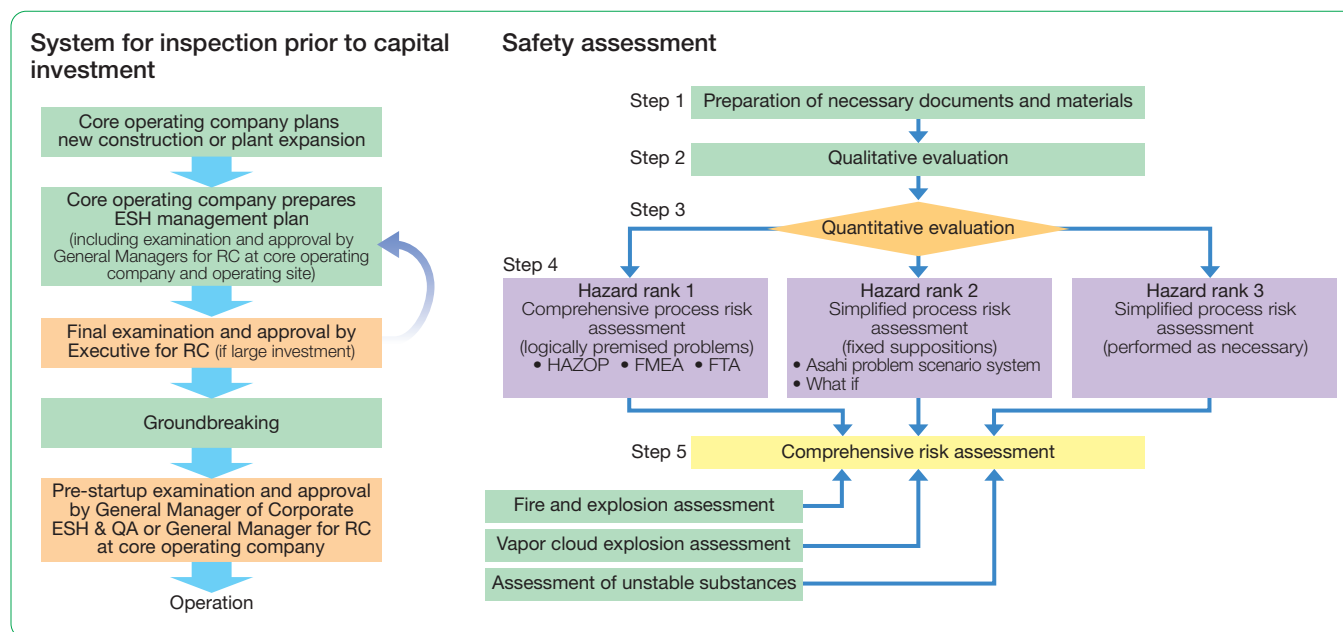 System for inspection prior to capital
investment
Core operating company plans
new construction or plant expansion
Core operating company prepares
ESH management plan
(including examination and approval by
General Managers for RC at core operating
company and operating site)
Final examination and approval by
Executive for RC (if large investment)
Groundbreaking
Pre-startup examination and approval
by General Manager of Corporate
ESH & QA or General Manager for RC
at core operating company
Operation
Safety assessment
Step 1 Preparation of necessary documents and materials
Step 2 Qualitative evaluation
Step 3 Quantitative evaluation
Step 4
Hazard rank 1
Comprehensive process risk
assessment
(logically premised problems)
• HAZOP • FMEA • FTA
Hazard rank 2
Simplified process risk
assessment
(fixed suppositions)
• Asahi problem scenario system
• What if
Hazard rank 3
Simplified process risk
assessment
(performed as necessary)
Step 5 Comprehensive risk assessment
Fire and explosion assessment
Vapor cloud explosion assessment
Assessment of unstable substances